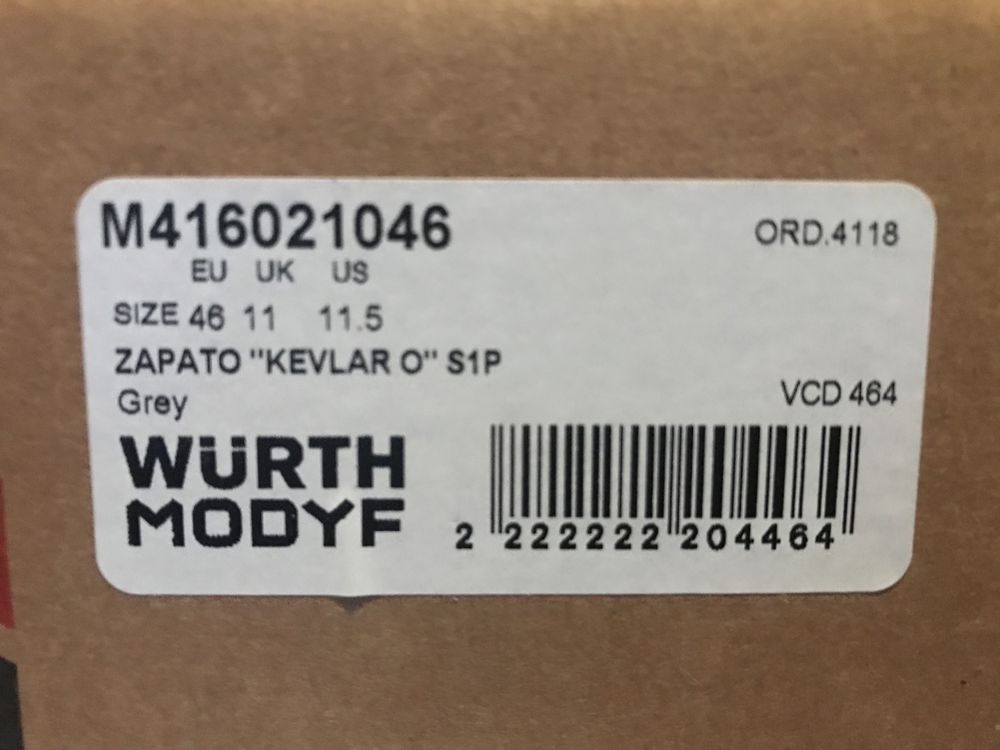 M416021046
ORD.4118
EU UK US
SIZE 46 11 11.5
ZAPATO "KEVLAR O" S1P
Grey
VCD 464
WÜRTH
MODYF
2 222222 204464